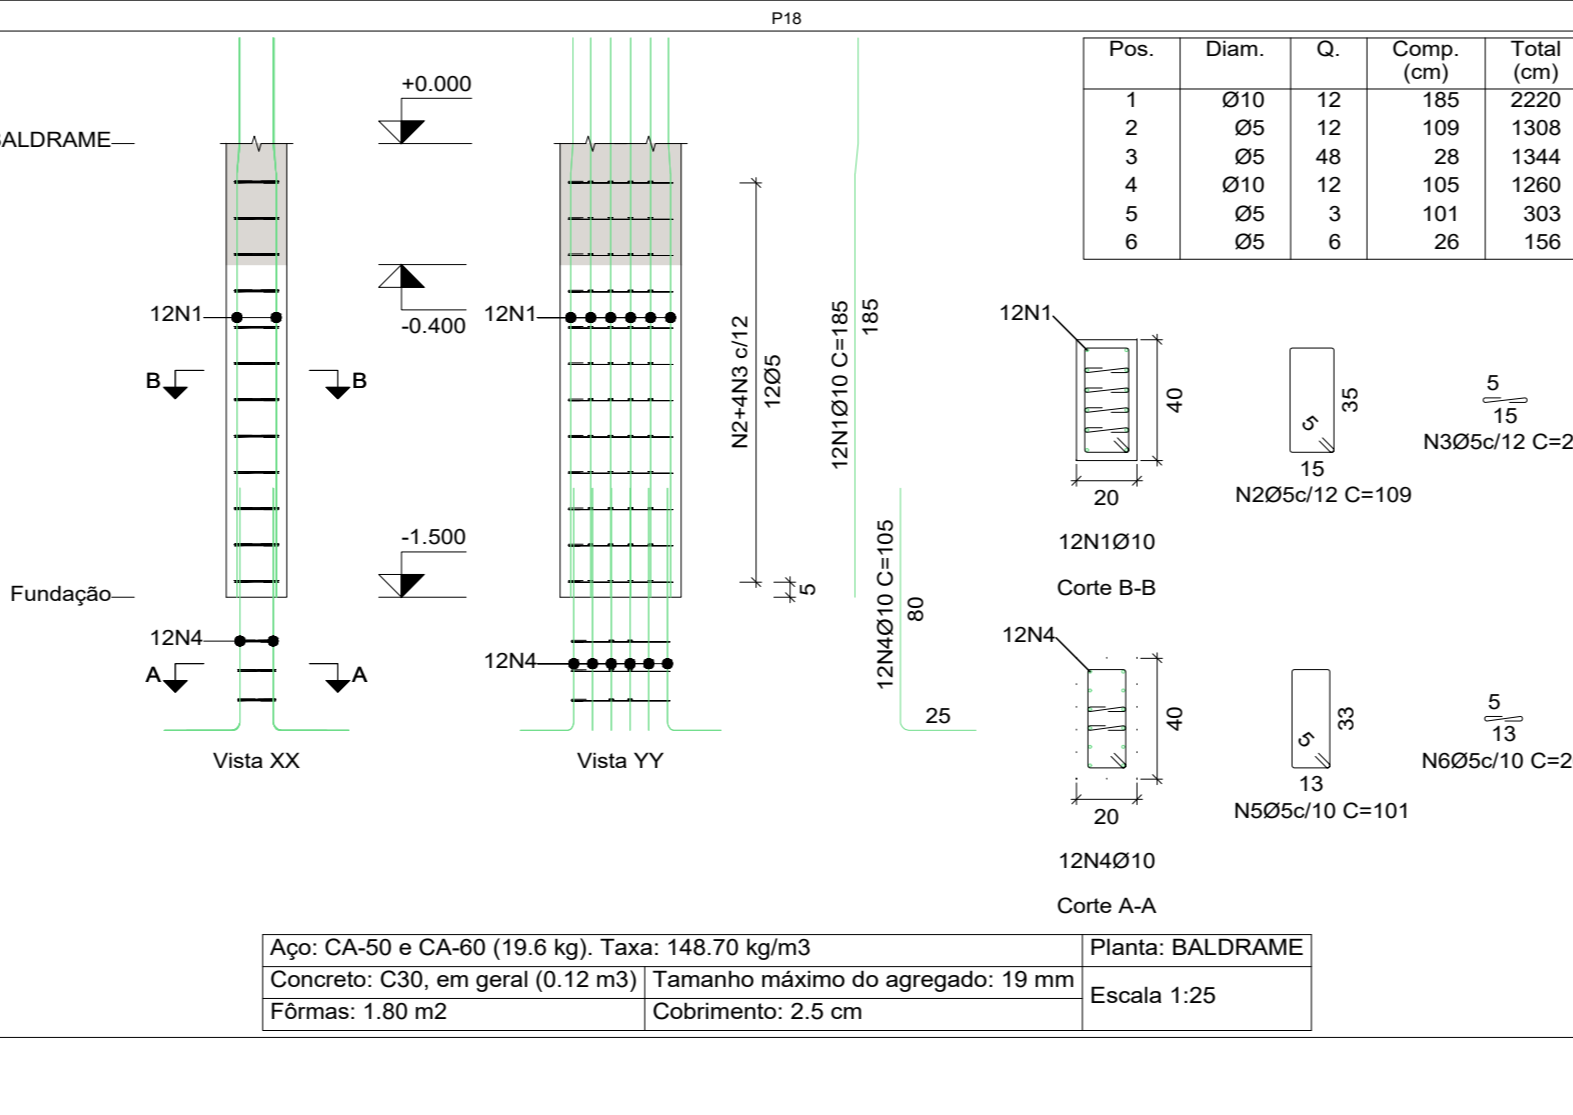 P18
Pos. Diam. Q. Comp. (cm) Total (cm)
1 Ø10 12 185 2220
2 Ø5 12 109 1308
3 Ø5 48 28 1344
4 Ø10 12 105 1260
5 Ø5 3 101 303
6 Ø5 6 26 156
BALDRAME
+0.000
-0.400
-1.500
Fundação
12N1
12N1
B B
12N4
12N4
A A
Vista XX
Vista YY
N2+4N3 c/12
12Ø5
5
12N1Ø10 C=185
185
12N4Ø10 C=105
80
25
12N1
40
20
12N1Ø10
Corte B-B
35
5
15
N2Ø5c/12 C=109
5
15
N3Ø5c/12 C=2
12N4
40
20
12N4Ø10
Corte A-A
33
5
13
N5Ø5c/10 C=101
5
13
N6Ø5c/10 C=2
Aço: CA-50 e CA-60 (19.6 kg). Taxa: 148.70 kg/m3
Planta: BALDRAME
Concreto: C30, em geral (0.12 m3)
Tamanho máximo do agregado: 19 mm
Escala 1:25
Fôrmas: 1.80 m2
Cobrimento: 2.5 cm